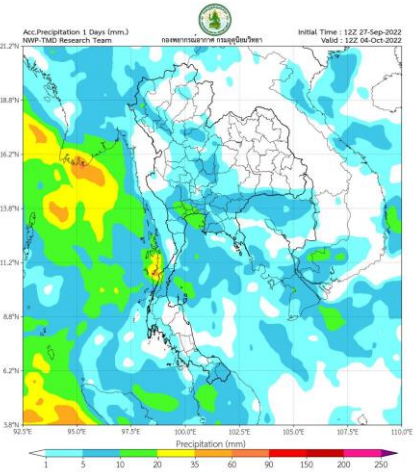 Acc.Precipitation 1 Days (mm.)
NWP-TMD Research Team
กองพยากรณ์อากาศ กรมอุตุนิยมวิทยา
Initial Time : 12Z 27-Sep-2022
Valid : 12Z 04-Oct-2022
21.2°N
18.8°N
16.2°N
13.8°N
11.2°N
8.8°N
6.2°N
3.8°N
92.5°E 95.0°E 97.5°E 100.0°E 102.5°E 105.0°E 107.5°E 110.0°E
Precipitation (mm)
1 5 10 20 35 60 90 150 200 250